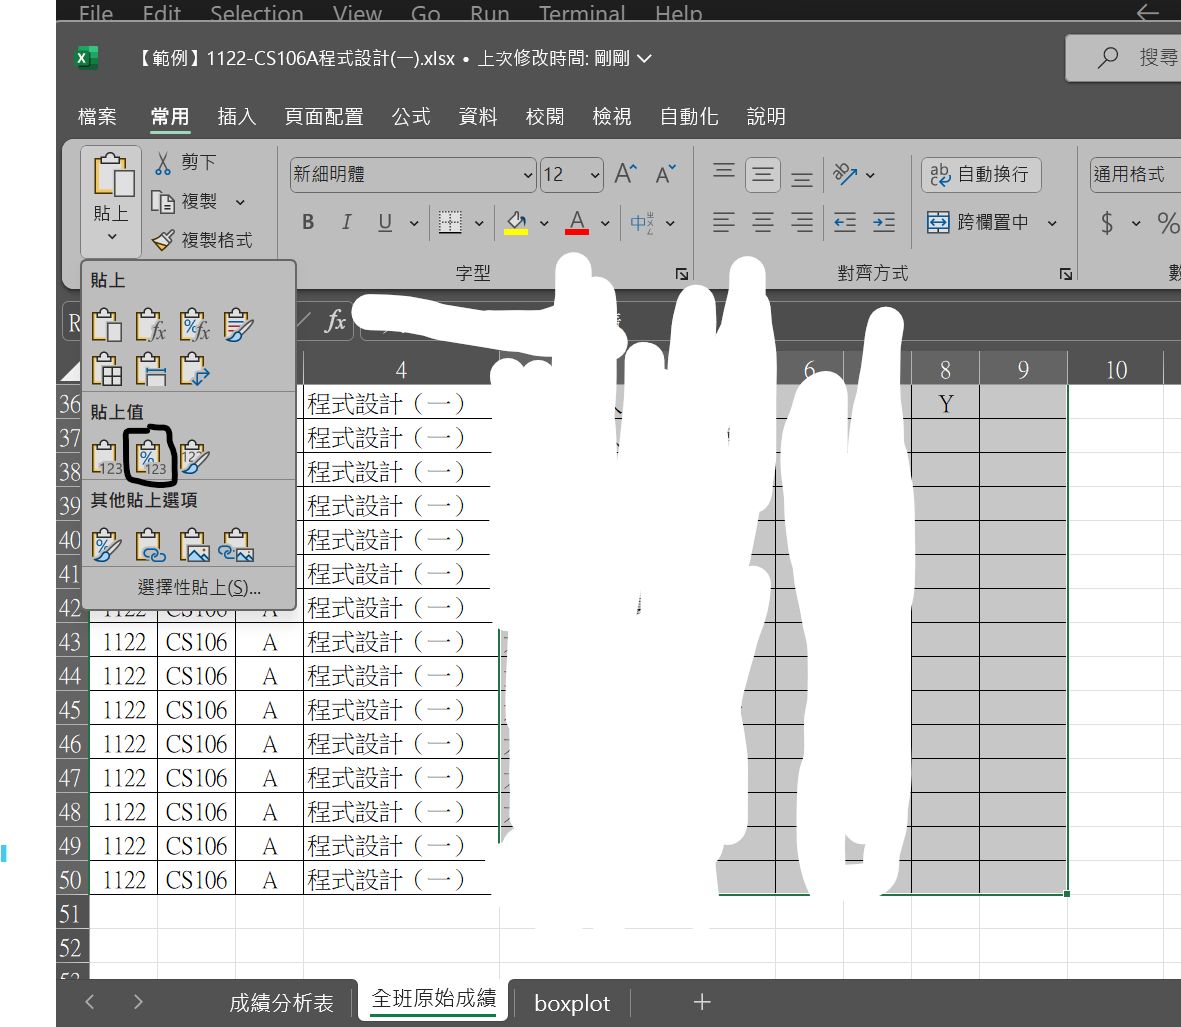 File Edit Selection View Go Run Terminal Help
【範例】1122-CS106A程式設計(一).xlsx • 上次修改時間: 剛剛
搜尋
檔案 常用 插入 頁面配置 公式 資料 校閱 檢視 自動化 說明
貼上
剪下
複製
複製格式
新細明體 12
B I U
字型
自動換行
跨欄置中
對齊方式
通用格式
$ %
R
fx
貼上
貼上值
其他貼上選項
選擇性貼上(S)...
4 6 8 9 10
36 程式設計（一） Y
37 程式設計（一）
38 程式設計（一）
39 程式設計（一）
40 程式設計（一）
41 程式設計（一）
42 1122 CS106 A 程式設計（一）
43 1122 CS106 A 程式設計（一）
44 1122 CS106 A 程式設計（一）
45 1122 CS106 A 程式設計（一）
46 1122 CS106 A 程式設計（一）
47 1122 CS106 A 程式設計（一）
48 1122 CS106 A 程式設計（一）
49 1122 CS106 A 程式設計（一）
50 1122 CS106 A 程式設計（一）
51
52
53
成績分析表 全班原始成績 boxplot